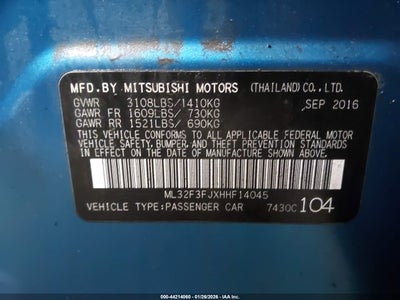 MFD.BY MITSUBISHI MOTORS (THAILAND)CO.,LTD.
GVWR 3108LBS/1410KG SEP 2016
GAWR FR 1609LBS/ 730KG
GAWR RR 1521LBS/ 690KG
THIS VEHICLE CONFORMS TO ALL APPLICABLE FEDERAL
MOTOR VEHICLE SAFETY, BUMPER, AND THEFT PREVENTION
STANDARDS IN EFFECT ON THE DATE OF MANUFACTURE
SHOWN ABOVE.
ML32F3FJXHHF14045
VEHICLE TYPE:PASSENGER CAR 7430C 104
000-44214060 - 01/26/2026 - IAAI